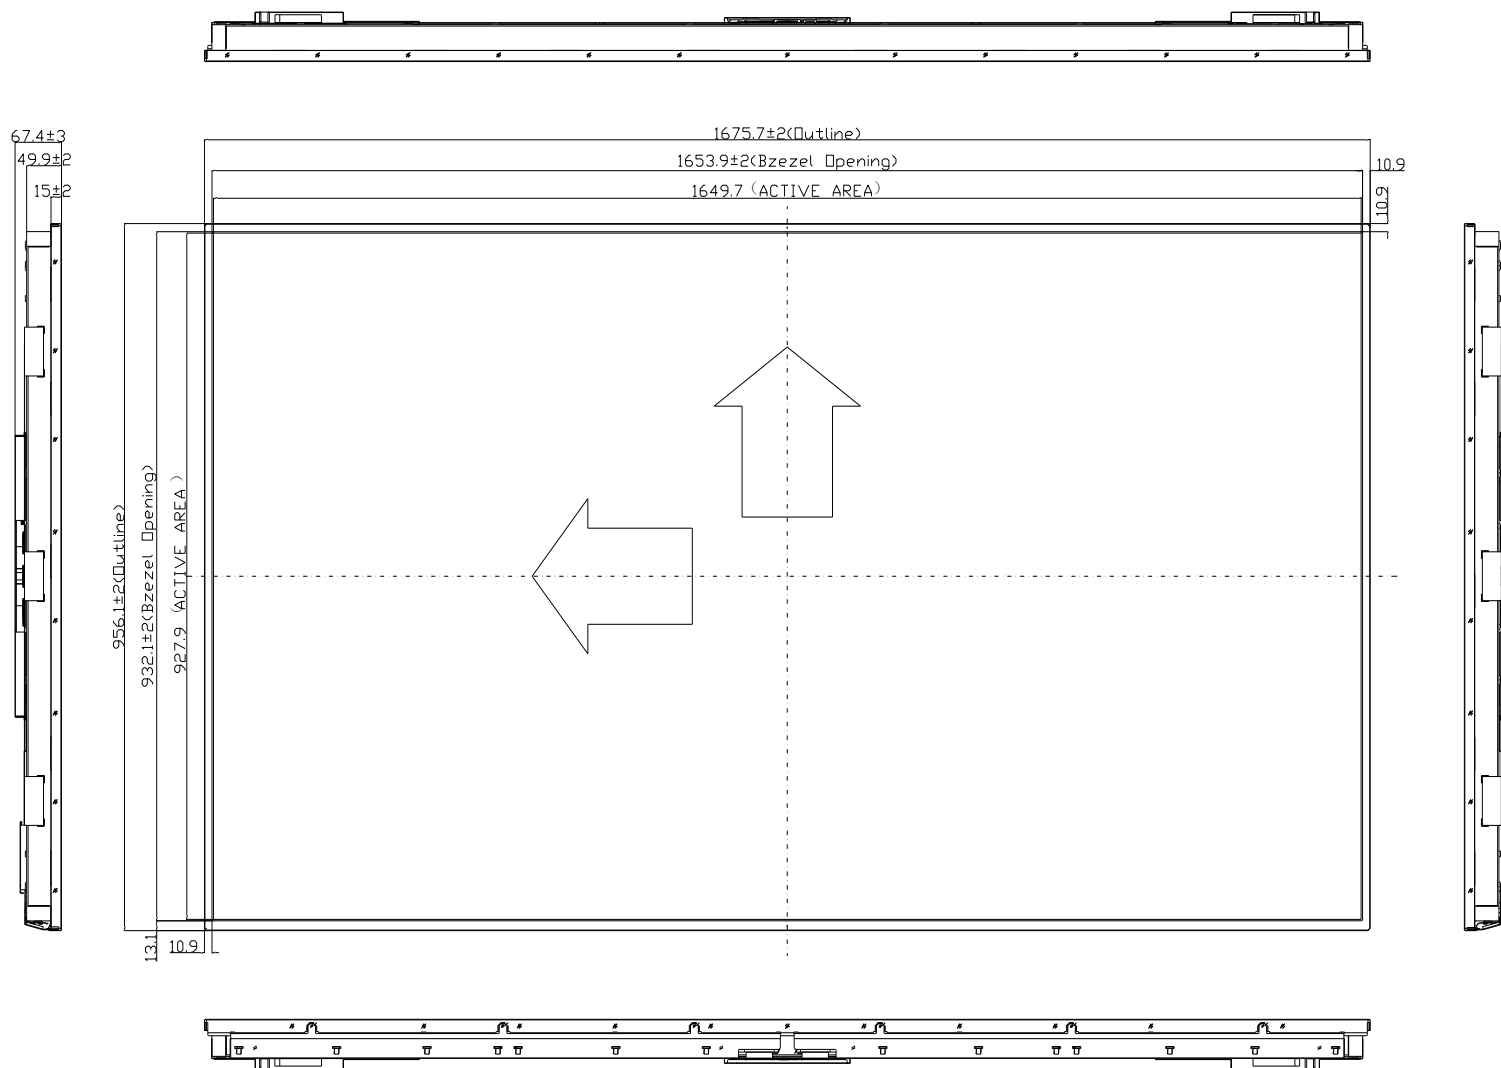 67.4±3
1675.7±2(Outline)
49.9±2
1653.9±2(Bzezel Opening)
10.9
15±2
1649.7 (ACTIVE AREA)
10.9
956.1±2(Outline)
932.1±2(Bzezel Opening)
927.9 (ACTIVE AREA)
13.1
10.9